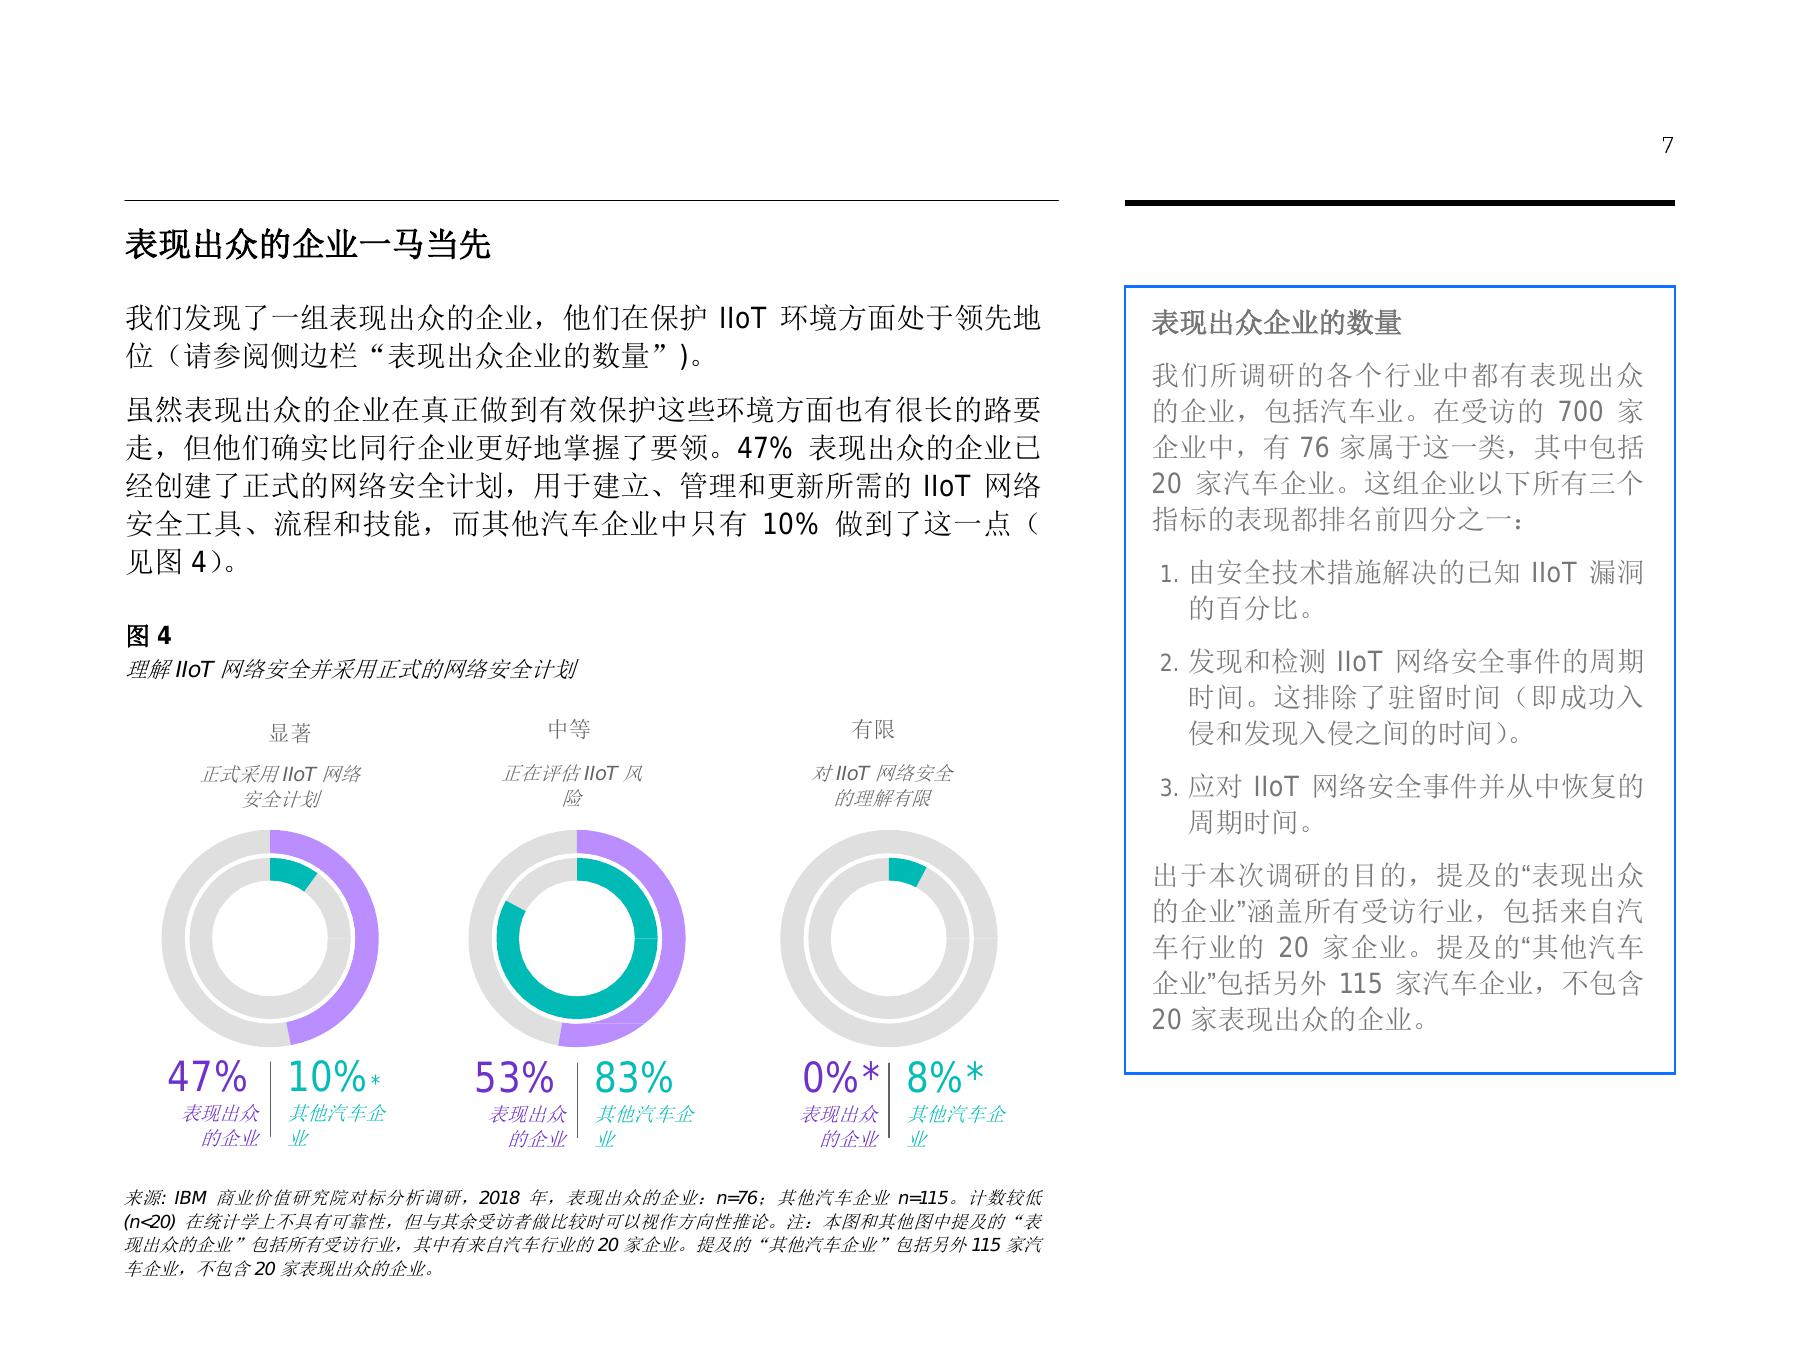 7
表现出众的企业一马当先
我们发现了一组表现出众的企业，他们在保护 IIoT 环境方面处于领先地
位（请参阅侧边栏“表现出众企业的数量”)。
虽然表现出众的企业在真正做到有效保护这些环境方面也有很长的路要
走，但他们确实比同行企业更好地掌握了要领。47% 表现出众的企业已
经创建了正式的网络安全计划，用于建立、管理和更新所需的 IIoT 网络
安全工具、流程和技能，而其他汽车企业中只有 10% 做到了这一点（
见图 4）。
图 4
理解 IIoT 网络安全并采用正式的网络安全计划
显著
正式采用 IIoT 网络
安全计划
47%
表现出众
的企业
10%*
其他汽车企
业
中等
正在评估 IIoT 风
险
53%
表现出众
的企业
83%
其他汽车企
业
有限
对 IIoT 网络安全
的理解有限
0%*
表现出众
的企业
8%*
其他汽车企
业
来源: IBM 商业价值研究院对标分析调研，2018 年，表现出众的企业：n=76；其他汽车企业 n=115。计数较低
(n<20) 在统计学上不具有可靠性，但与其余受访者做比较时可以视作方向性推论。注：本图和其他图中提及的“表
现出众的企业”包括所有受访行业，其中有来自汽车行业的 20 家企业。提及的“其他汽车企业”包括另外 115 家汽
车企业，不包含 20 家表现出众的企业。
表现出众企业的数量
我们所调研的各个行业中都有表现出众
的企业，包括汽车业。在受访的 700 家
企业中，有 76 家属于这一类，其中包括
20 家汽车企业。这组企业以下所有三个
指标的表现都排名前四分之一：
1. 由安全技术措施解决的已知 IIoT 漏洞
的百分比。
2. 发现和检测 IIoT 网络安全事件的周期
时间。这排除了驻留时间（即成功入
侵和发现入侵之间的时间）。
3. 应对 IIoT 网络安全事件并从中恢复的
周期时间。
出于本次调研的目的，提及的“表现出众
的企业”涵盖所有受访行业，包括来自汽
车行业的 20 家企业。提及的“其他汽车
企业”包括另外 115 家汽车企业，不包含
20 家表现出众的企业。